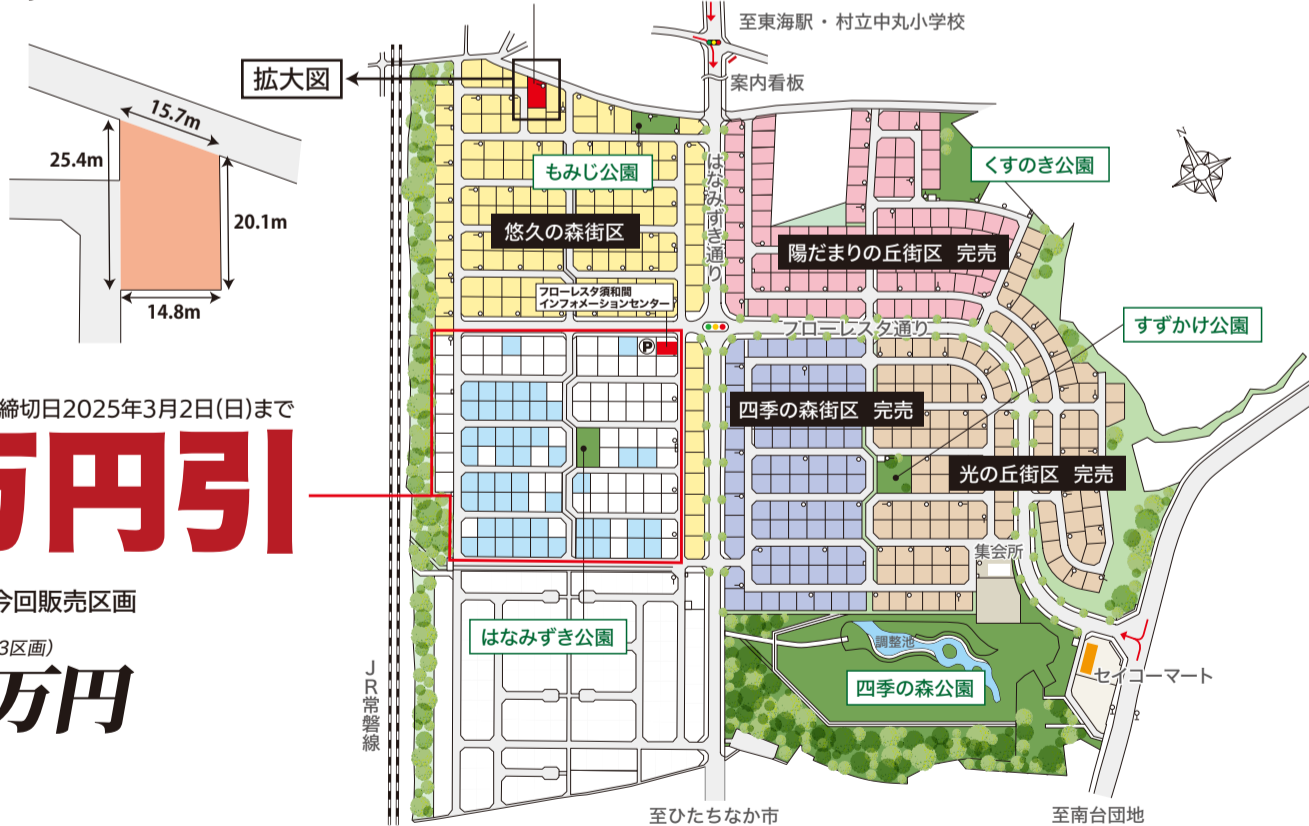 至東海駅・村立中丸小学校
案内看板
拡大図
15.7m
25.4m
20.1m
14.8m
もみじ公園
はなみずき通り
くすのき公園
悠久の森街区
陽だまりの丘街区 完売
フローレスタ須和間
インフォメーションセンター
P
フローレスタ通り
すずかけ公園
締切日2025年3月2日(日)まで
万円引
四季の森街区 完売
光の丘街区 完売
集会所
今回販売区画
3区画)
万円
はなみずき公園
調整池
四季の森公園
セイコーマート
JR常磐線
至ひたちなか市
至南台団地
N